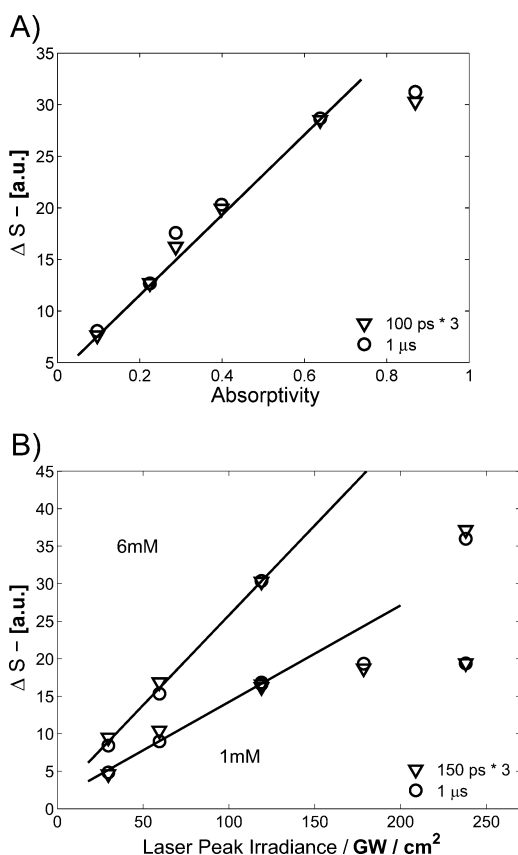 A)
35
30
25
20
15
10
5
0
0.2
0.4
0.6
0.8
1
Δ S − [a.u.]
Absorptivity
100 ps * 3
1 μs
B)
45
40
35
30
25
20
15
10
5
0
0
50
100
150
200
250
Δ S − [a.u.]
6mM
1mM
150 ps * 3
1 μs
Laser Peak Irradiance / GW / cm²